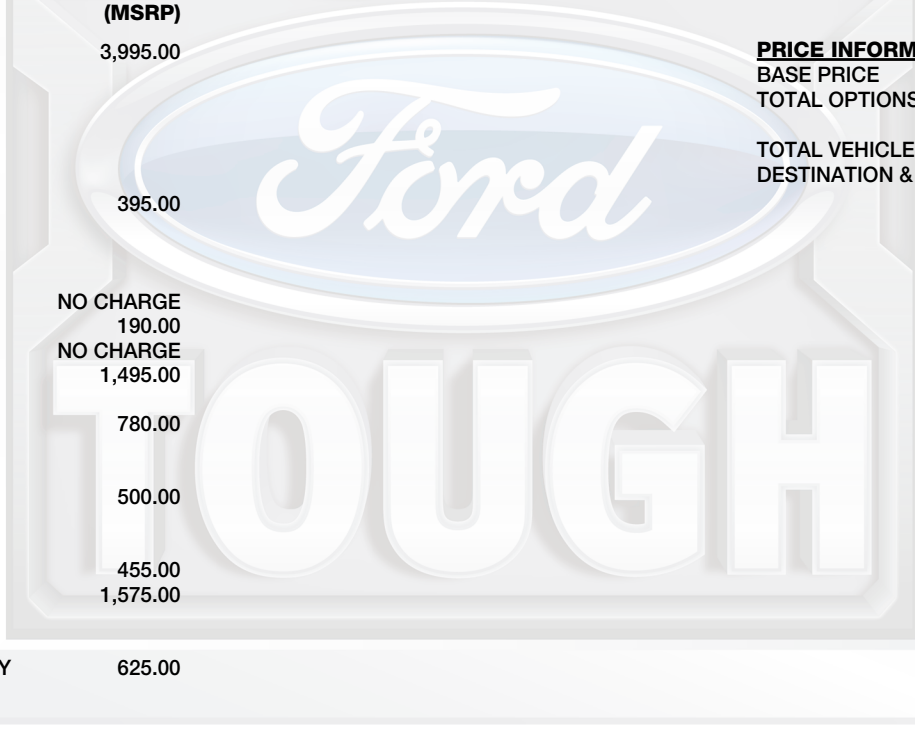 (MSRP)
3,995.00
395.00
NO CHARGE
190.00
NO CHARGE
1,495.00
780.00
500.00
455.00
1,575.00
Y 625.00
PRICE INFORM
BASE PRICE
TOTAL OPTIONS
TOTAL VEHICLE
DESTINATION &
Ford
TOUGH